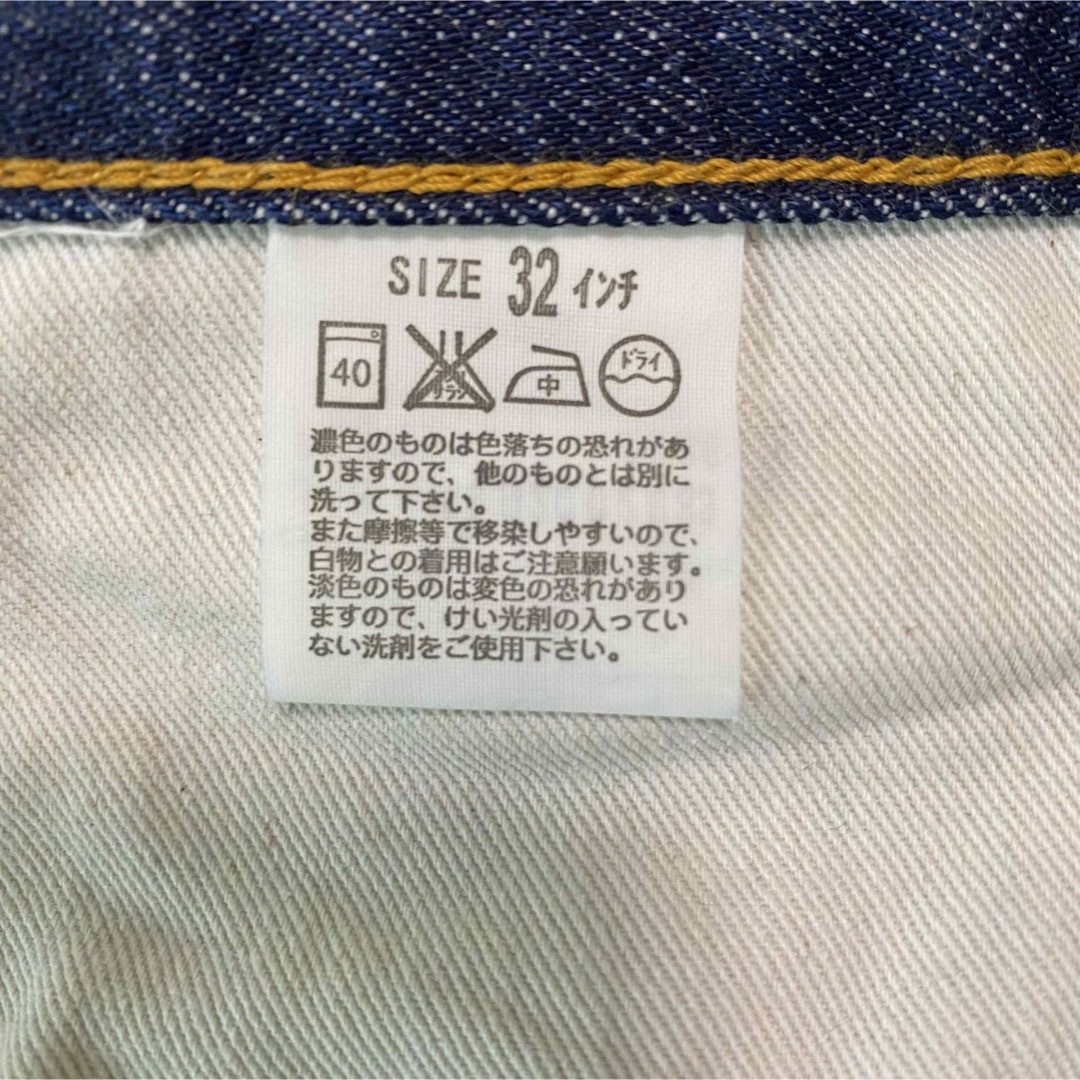 SIZE 32 インチ
40 エンソ サラシ 中 ドライ
濃色のものは色落ちの恐れがあ
りますので、他のものとは別に
洗って下さい。
また摩擦等で移染しやすいので、
白物との着用はご注意願います。
淡色のものは変色の恐れがあり
ますので、けい光剤の入ってい
ない洗剤をご使用下さい。